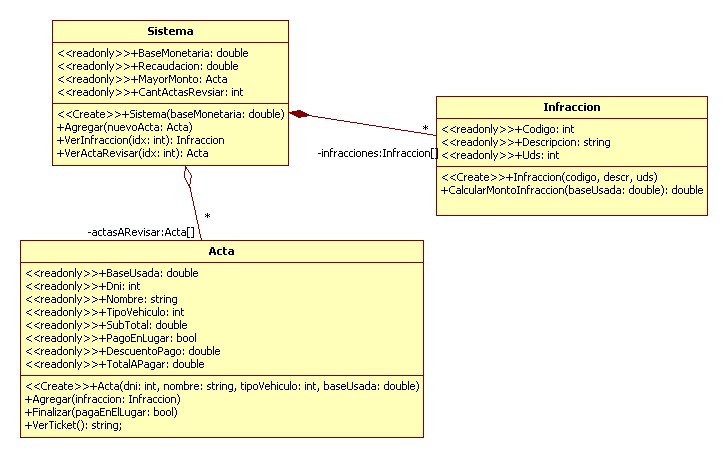 Sistema
<<readonly>>+BaseMonetaria: double
<<readonly>>+Recaudacion: double
<<readonly>>+MayorMonto: Acta
<<readonly>>+CantActasRevsiar: int
<<Create>>+Sistema(baseMonetaria: double)
+Agregar(nuevoActa: Acta)
+VerInfraccion(idx: int): Infraccion
+VerActaRevisar(idx: int): Acta
*
-infracciones:Infraccion[]
Infraccion
<<readonly>>+Codigo: int
<<readonly>>+Descripcion: string
<<readonly>>+Uds: int
<<Create>>+Infraccion(codigo, descr, uds)
+CalcularMontoInfraccion(baseUsada: double): double
*
-actasARevisar:Acta[]
Acta
<<readonly>>+BaseUsada: double
<<readonly>>+Dni: int
<<readonly>>+Nombre: string
<<readonly>>+TipoVehiculo: int
<<readonly>>+SubTotal: double
<<readonly>>+PagoEnLugar: bool
<<readonly>>+DescuentoPago: double
<<readonly>>+TotalAPagar: double
<<Create>>+Acta(dni: int, nombre: string, tipoVehiculo: int, baseUsada: double)
+Agregar(infraccion: Infraccion)
+Finalizar(pagaEnElLugar: bool)
+VerTicket(): string;